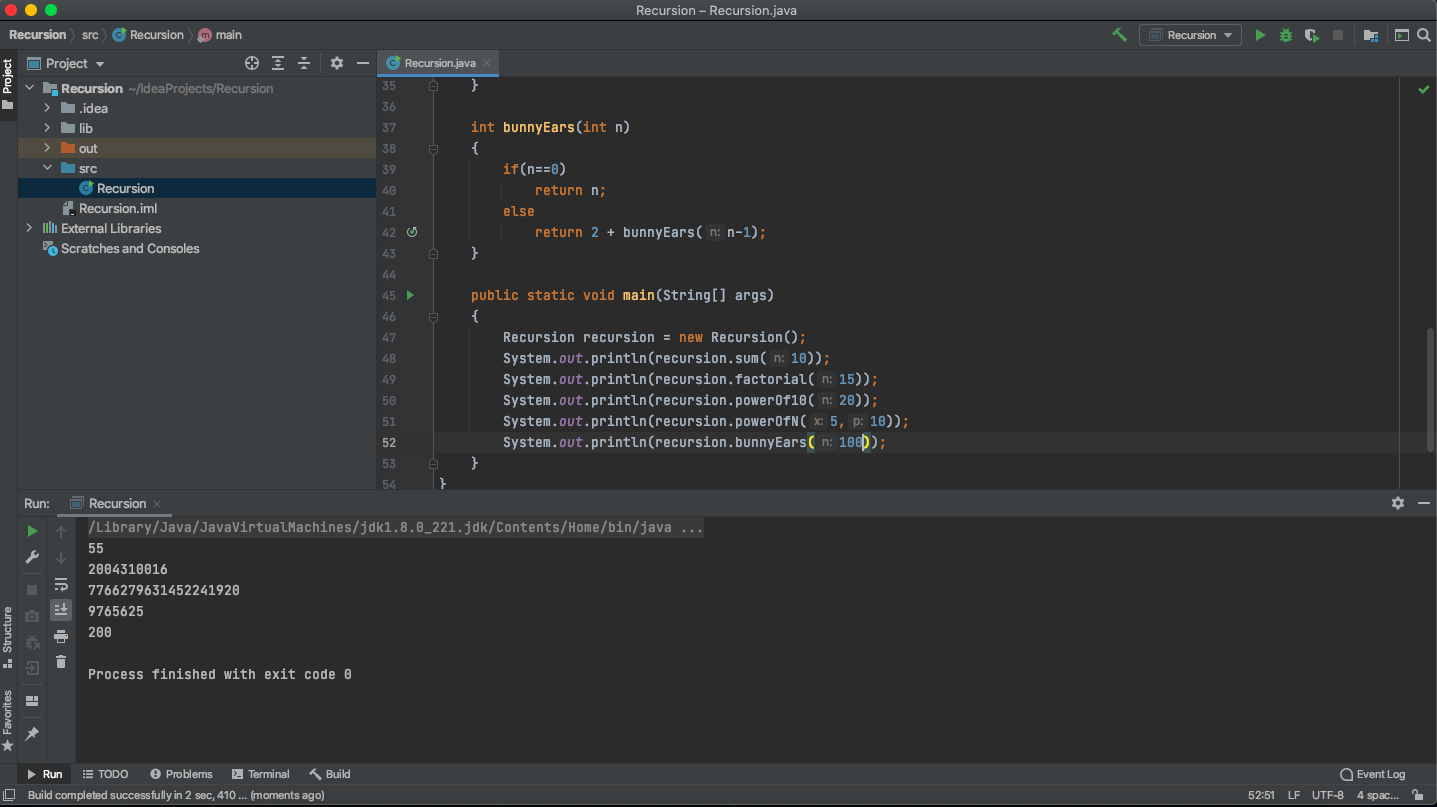 Recursion – Recursion.java
Recursion src Recursion main
Recursion
Project
Project
Recursion.java
Recursion ~/IdeaProjects/Recursion
.idea
lib
out
src
Recursion
Recursion.iml
External Libraries
Scratches and Consoles
35 }
36
37 int bunnyEars(int n)
38 {
39 if(n==0)
40 return n;
41 else
42 return 2 + bunnyEars( n: n-1);
43 }
44
45 public static void main(String[] args)
46 {
47 Recursion recursion = new Recursion();
48 System.out.println(recursion.sum( n: 10));
49 System.out.println(recursion.factorial( n: 15));
50 System.out.println(recursion.powerOf10( n: 20));
51 System.out.println(recursion.powerOfN( x: 5, p: 10));
52 System.out.println(recursion.bunnyEars( n: 100));
53 }
54 }
Run: Recursion
/Library/Java/JavaVirtualMachines/jdk1.8.0_221.jdk/Contents/Home/bin/java ...
55
2004310016
7766279631452241920
9765625
200
Process finished with exit code 0
Structure
Favorites
Run TODO Problems Terminal Build Event Log
Build completed successfully in 2 sec, 410 ... (moments ago) 52:51 LF UTF-8 4 spac...